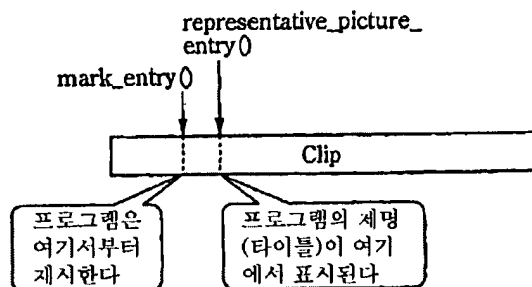 representative_picture_
entry()
mark_entry()
Clip
프로그램은
여기서부터
재시한다
프로그램의 제명
(타이틀)이 여기
에서 표시된다